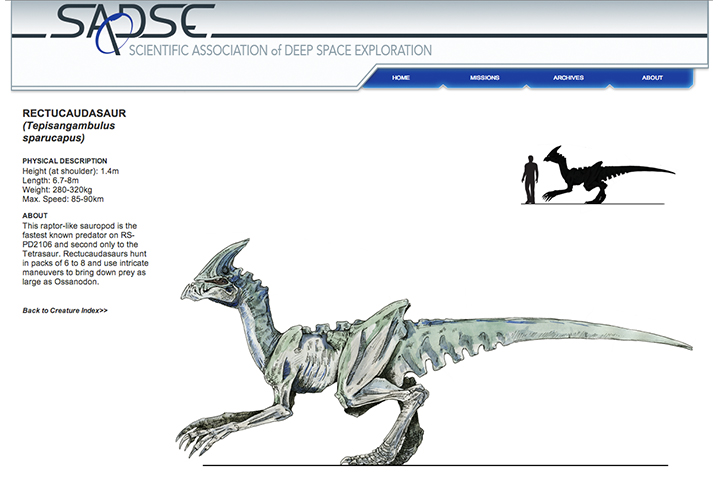 SADSE
SCIENTIFIC ASSOCIATION of DEEP SPACE EXPLORATION
HOME MISSIONS ARCHIVES ABOUT
RECTUCAUDASAUR
(Tepisangambulus
sparucapus)
PHYSICAL DESCRIPTION
Height (at shoulder): 1.4m
Length: 6.7-8m
Weight: 280-320kg
Max. Speed: 85-90km
ABOUT
This raptor-like sauropod is the
fastest known predator on RS-
PD2106 and second only to the
Tetrasaur. Rectucaudasaurs hunt
in packs of 6 to 8 and use intricate
maneuvers to bring down prey as
large as Ossanodon.
Back to Creature Index>>